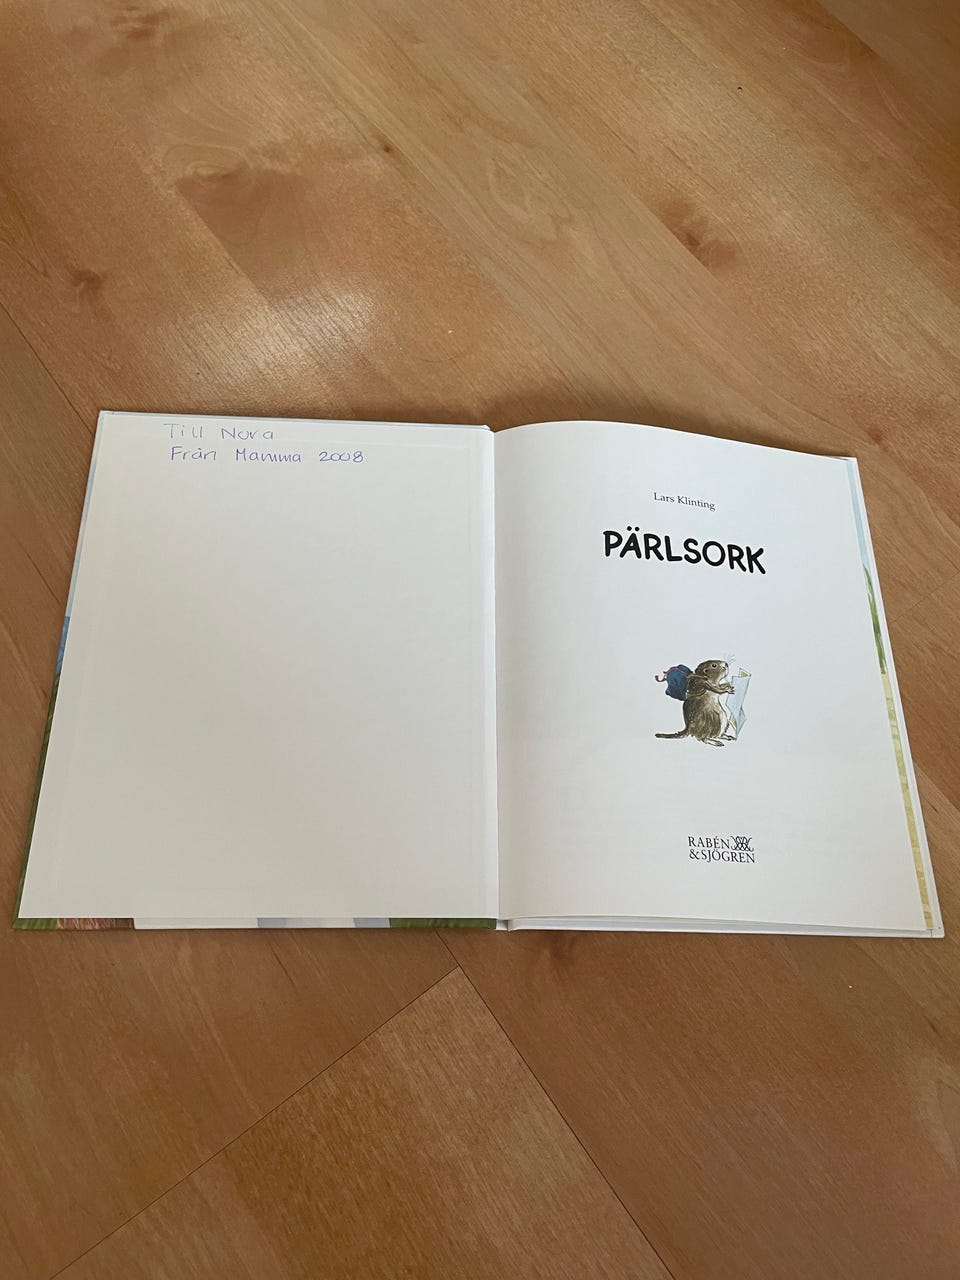 Till Nora
Från Mamma 2008
Lars Klinting
PÄRLSORK
RABÉN
&SJÖGREN